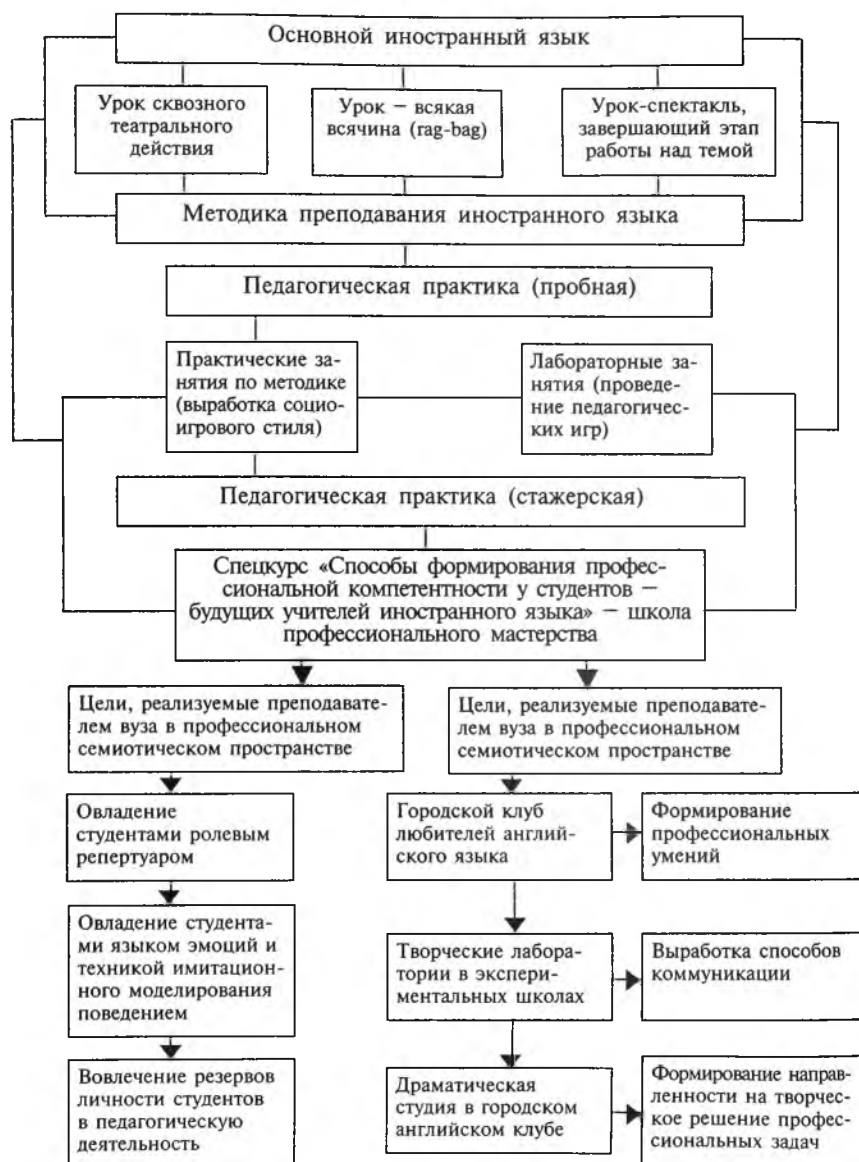 Основной иностранный язык
Урок сквозного
театрального
действия
Урок – всякая
всячина (rag-bag)
Урок-спектакль,
завершающий этап
работы над темой
Методика преподавания иностранного языка
Педагогическая практика (пробная)
Практические за-
нятия по методике
(выработка социо-
игрового стиля)
Лабораторные за-
нятия (проведе-
ние педагогичес-
ких игр)
Педагогическая практика (стажерская)
Спецкурс «Способы формирования профес-
сиональной компетентности у студентов –
будущих учителей иностранного языка» – школа
профессионального мастерства
Цели, реализуемые преподавате-
лем вуза в профессиональном
семиотическом пространстве
Цели, реализуемые преподавате-
лем вуза в профессиональном
семиотическом пространстве
Овладение
студентами ролевым
репертуаром
Городской клуб
любителей англий-
ского языка
Формирование
профессиональных
умений
Овладение студента-
ми языком эмоций и
техникой имитацион-
ного моделирования
поведением
Творческие лабора-
тории в экспери-
ментальных школах
Выработка способов
коммуникации
Вовлечение резервов
личности студентов
в педагогическую
деятельность
Драматическая
студия в городском
английском клубе
Формирование направ-
ленности на творчес-
кое решение профес-
сиональных задач